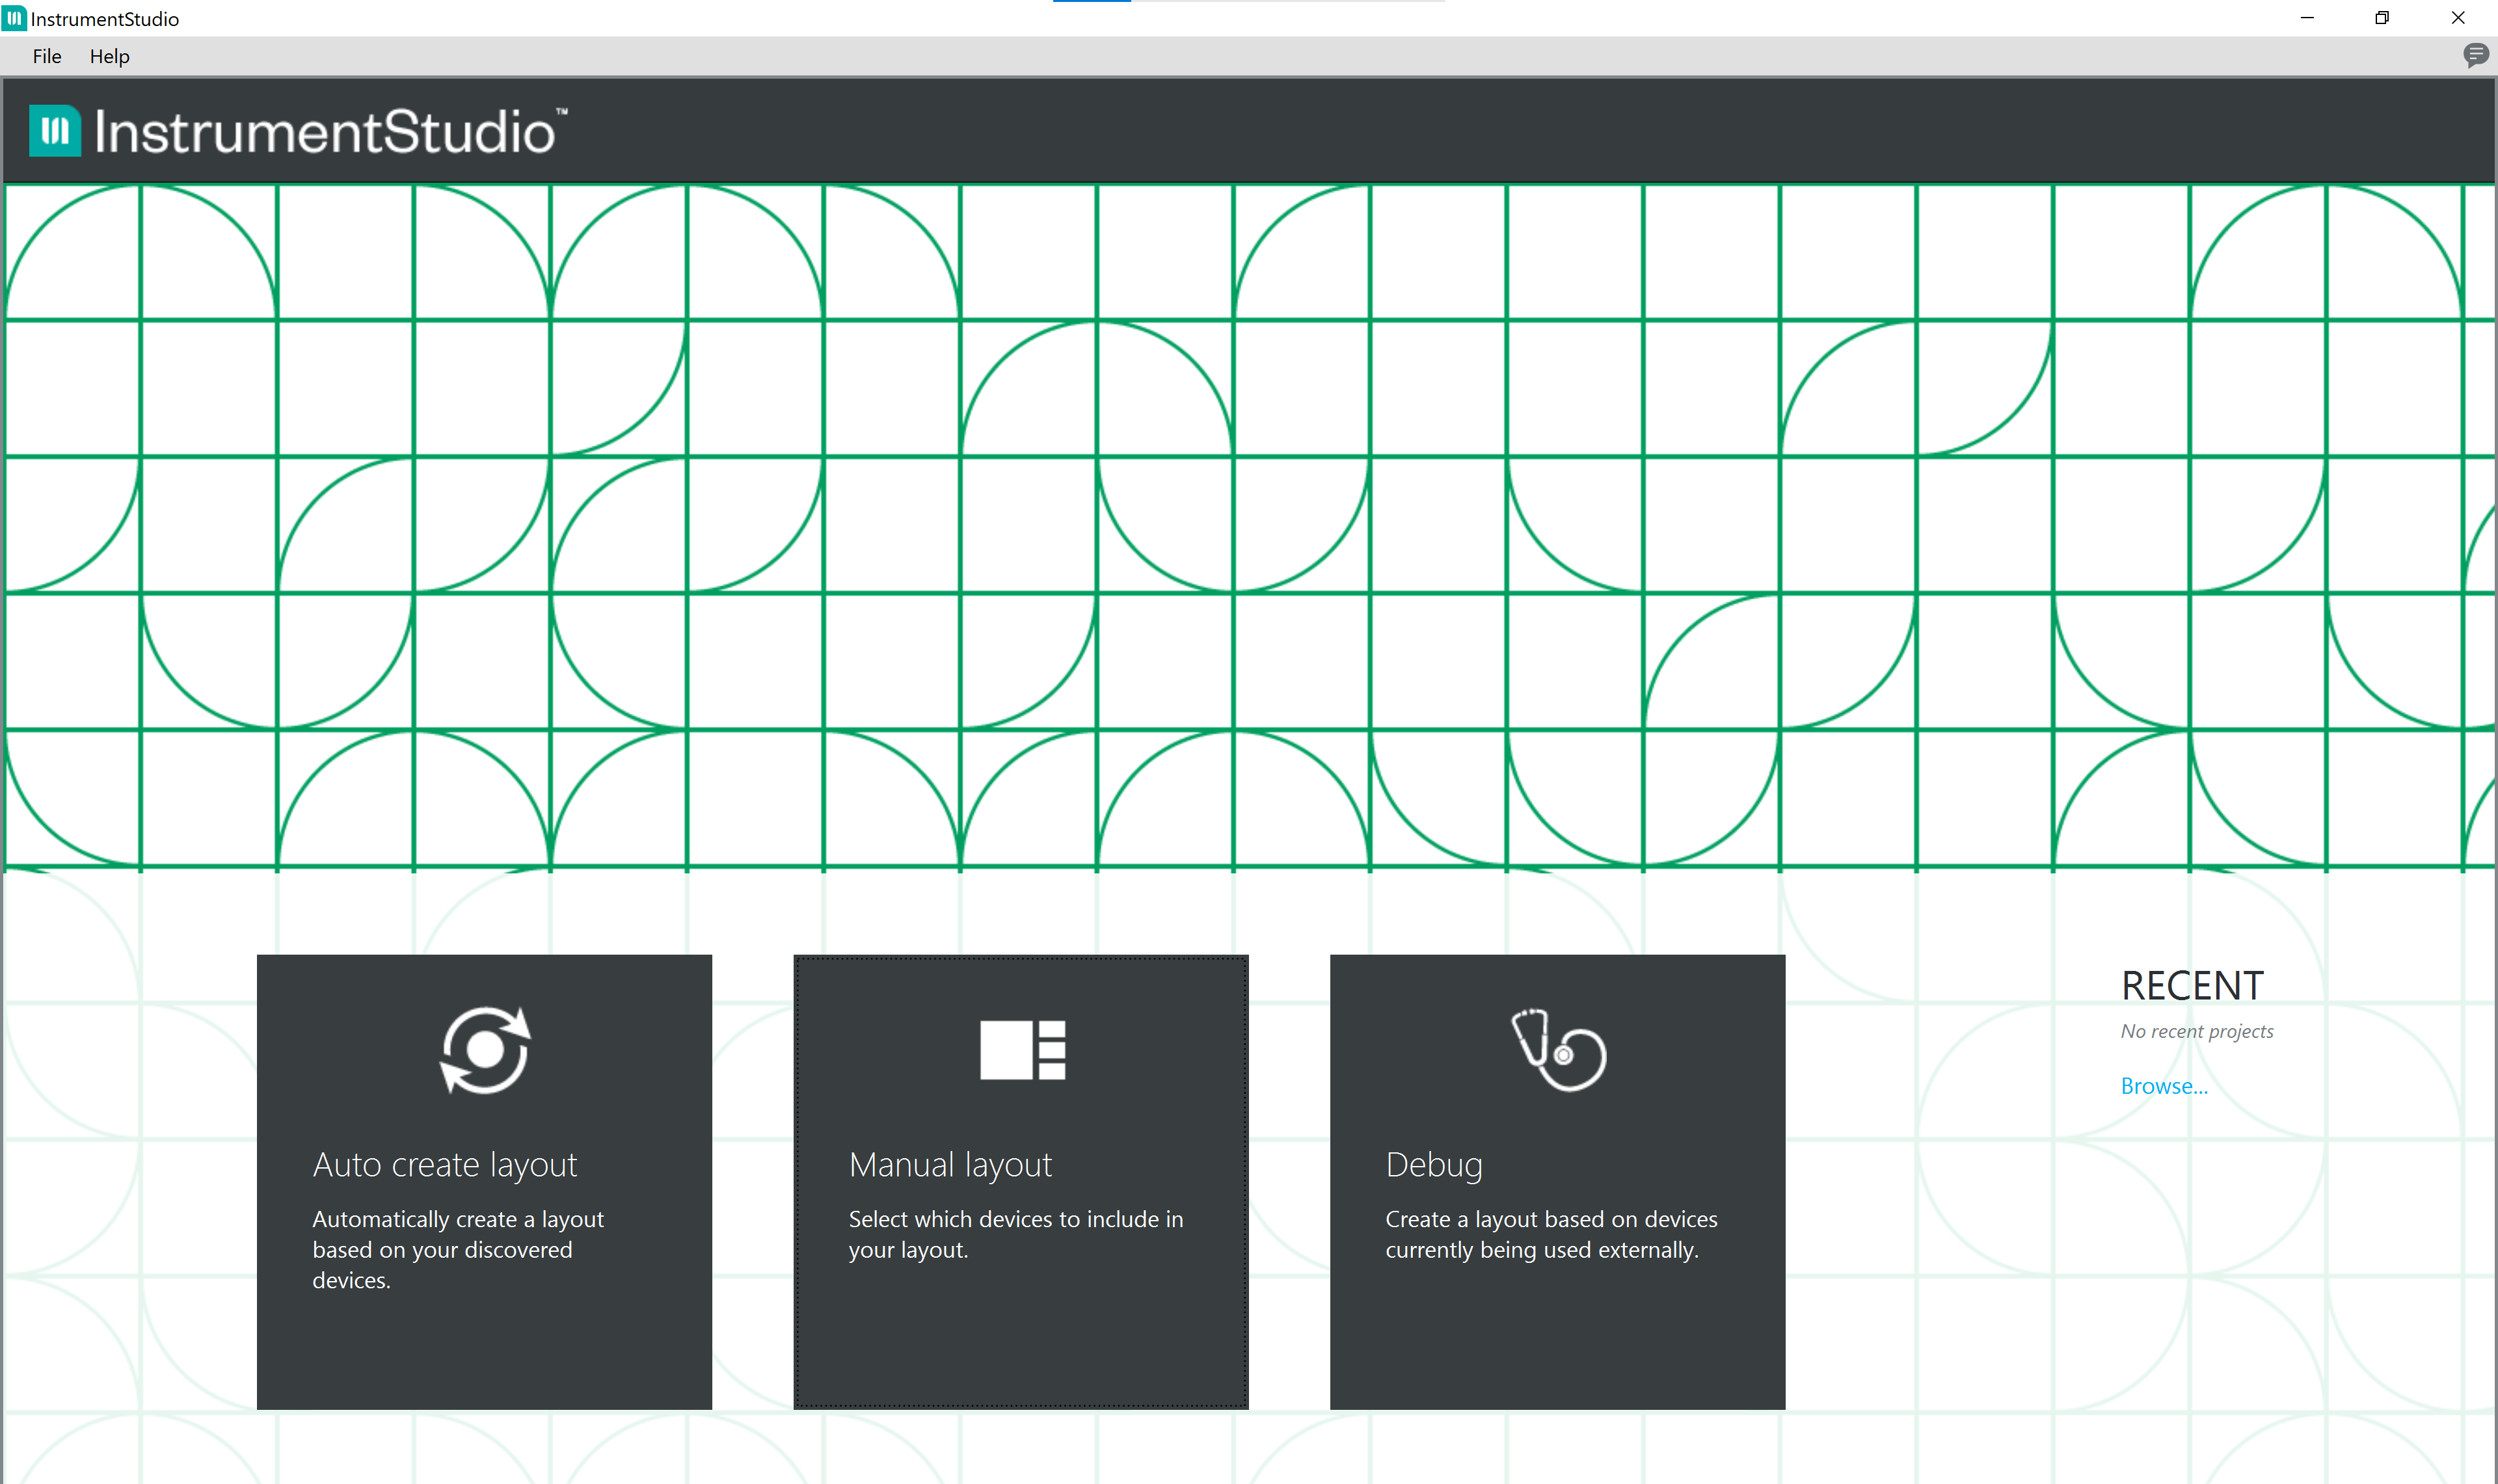 InstrumentStudio
File Help
InstrumentStudio™
Auto create layout
Automatically create a layout
based on your discovered
devices.
Manual layout
Select which devices to include in
your layout.
Debug
Create a layout based on devices
currently being used externally.
RECENT
No recent projects
Browse...